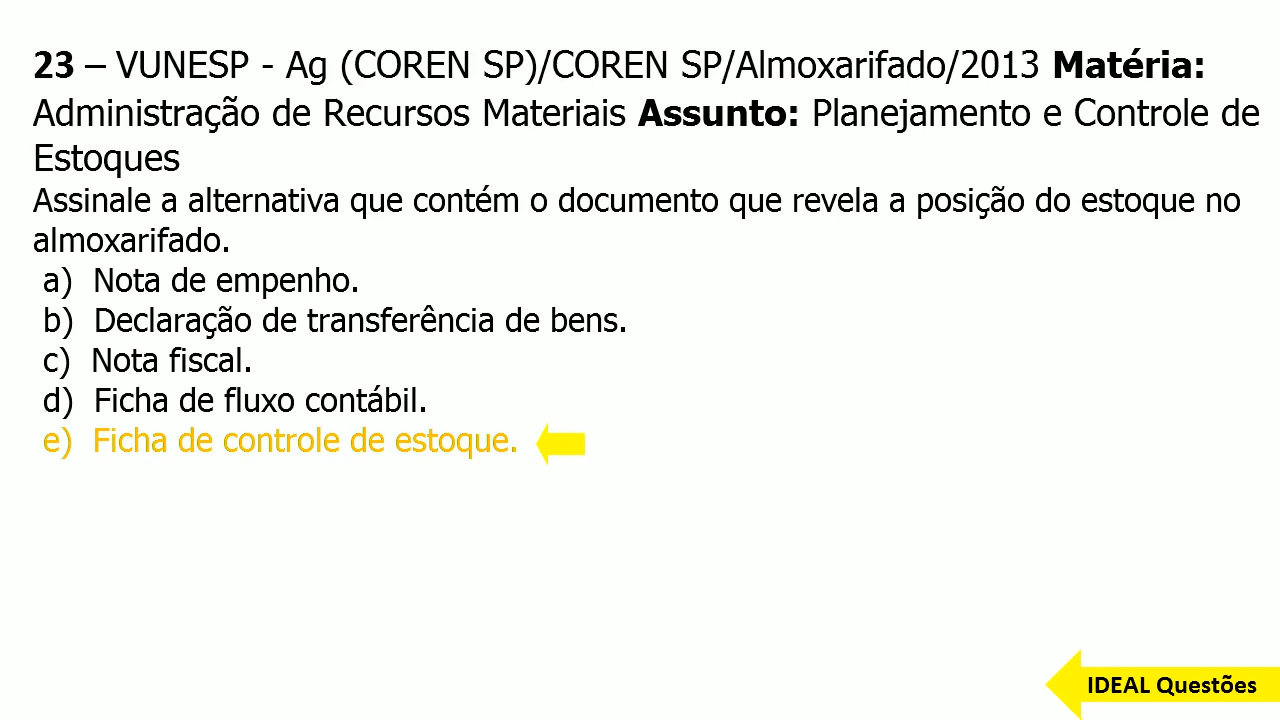 23 – VUNESP - Ag (COREN SP)/COREN SP/Almoxarifado/2013 Matéria:
Administração de Recursos Materiais Assunto: Planejamento e Controle de
Estoques
Assinale a alternativa que contém o documento que revela a posição do estoque no
almoxarifado.
a) Nota de empenho.
b) Declaração de transferência de bens.
c) Nota fiscal.
d) Ficha de fluxo contábil.
e) Ficha de controle de estoque.
IDEAL Questões